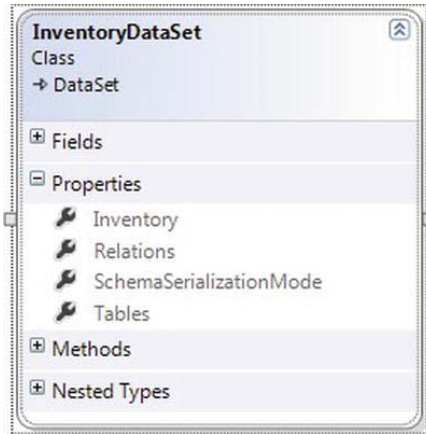 InventoryDataSet
Class
→ DataSet
Fields
Properties
Inventory
Relations
SchemaSerializationMode
Tables
Methods
Nested Types